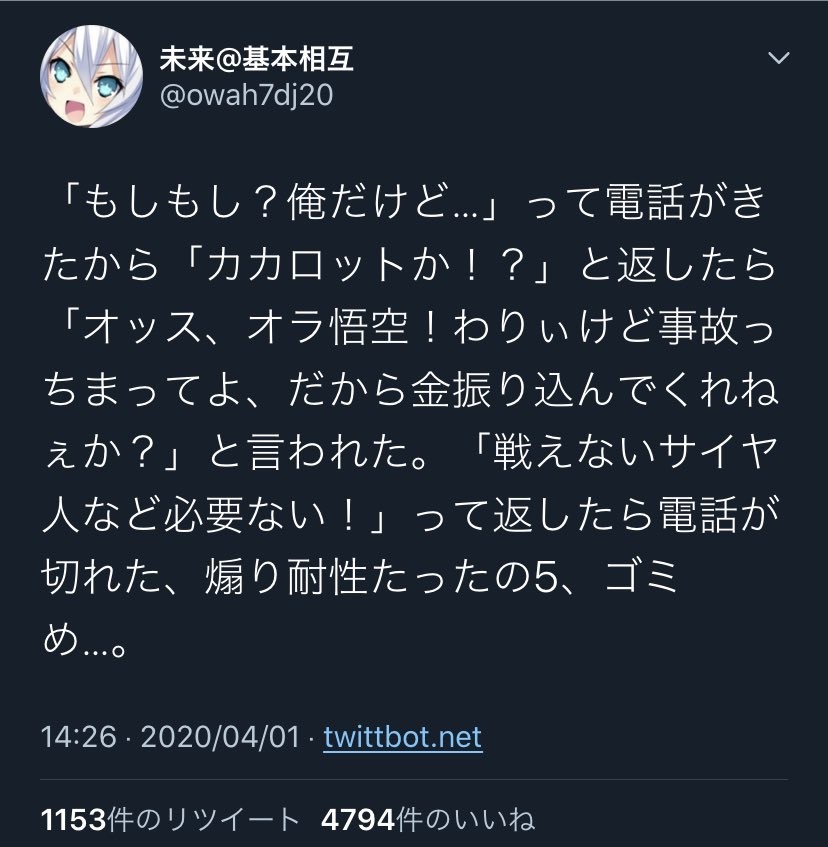 未来@基本相互
@owah7dj20
「もしもし？俺だけど...」って電話がき
たから「カカロットか！？」と返したら
「オッス、オラ悟空！わりぃけど事故っ
ちまってよ、だから金振り込んでくれね
ぇか？」と言われた。「戦えないサイヤ
人など必要ない！」って返したら電話が
切れた、煽り耐性たったの5、ゴミ
め...。
14:26 · 2020/04/01 · twittbot.net
1153件のリツイート 4794件のいいね